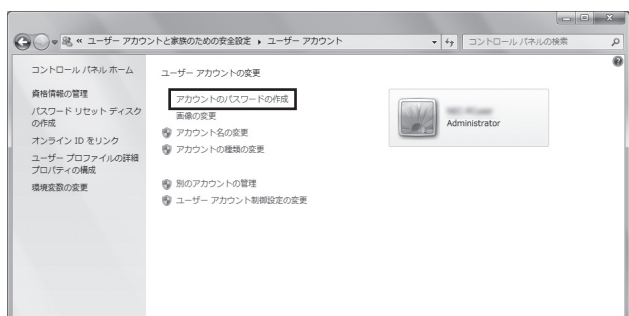 « ユーザー アカウントと家族のための安全設定 ▸ ユーザー アカウント
コントロール パネルの検索
コントロール パネル ホーム
資格情報の管理
パスワード リセット ディスク
の作成
オンライン ID をリンク
ユーザー プロファイルの詳細
プロパティの構成
環境変数の変更
ユーザー アカウントの変更
アカウントのパスワードの作成
画像の変更
アカウント名の変更
アカウントの種類の変更
別のアカウントの管理
ユーザー アカウント制御設定の変更
Administrator